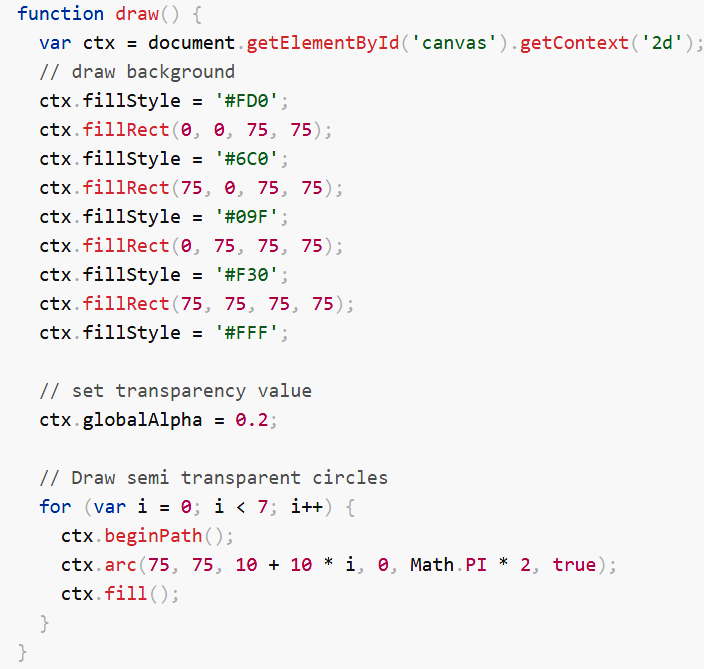 function draw() {
  var ctx = document.getElementById('canvas').getContext('2d');
  // draw background
  ctx.fillStyle = '#FD0';
  ctx.fillRect(0, 0, 75, 75);
  ctx.fillStyle = '#6C0';
  ctx.fillRect(75, 0, 75, 75);
  ctx.fillStyle = '#09F';
  ctx.fillRect(0, 75, 75, 75);
  ctx.fillStyle = '#F30';
  ctx.fillRect(75, 75, 75, 75);
  ctx.fillStyle = '#FFF';

  // set transparency value
  ctx.globalAlpha = 0.2;

  // Draw semi transparent circles
  for (var i = 0; i < 7; i++) {
    ctx.beginPath();
    ctx.arc(75, 75, 10 + 10 * i, 0, Math.PI * 2, true);
    ctx.fill();
  }
}